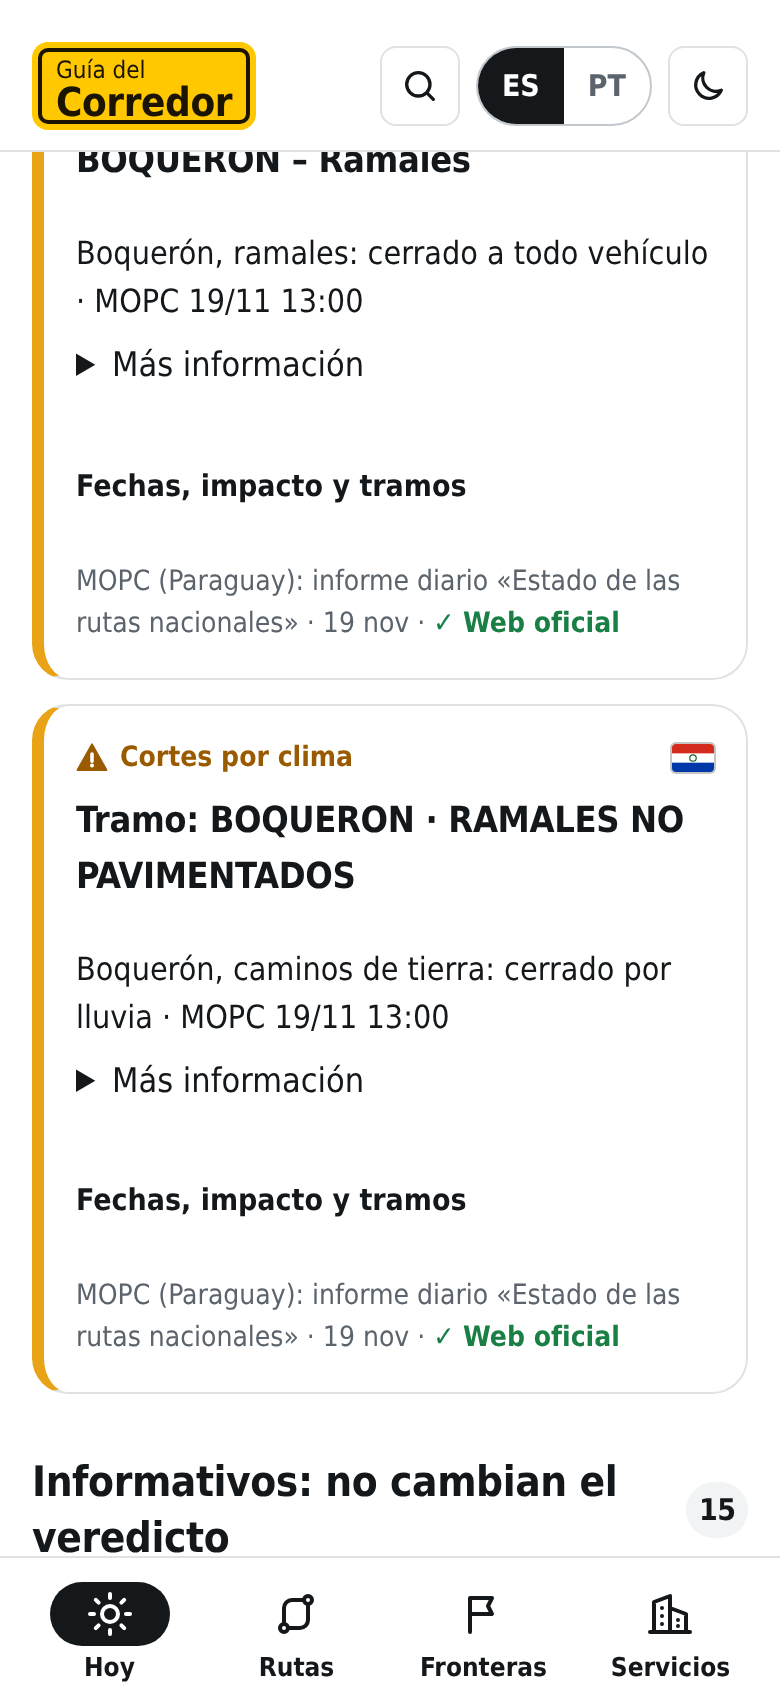 Guía del
Corredor
ES
PT
BOQUERON – Ramales
Boquerón, ramales: cerrado a todo vehículo
· MOPC 19/11 13:00
Más información
Fechas, impacto y tramos
MOPC (Paraguay): informe diario «Estado de las
rutas nacionales» · 19 nov · ✓ Web oficial
Cortes por clima
Tramo: BOQUERON · RAMALES NO
PAVIMENTADOS
Boquerón, caminos de tierra: cerrado por
lluvia · MOPC 19/11 13:00
Más información
Fechas, impacto y tramos
MOPC (Paraguay): informe diario «Estado de las
rutas nacionales» · 19 nov · ✓ Web oficial
Informativos: no cambian el
veredicto
15
Hoy
Rutas
Fronteras
Servicios